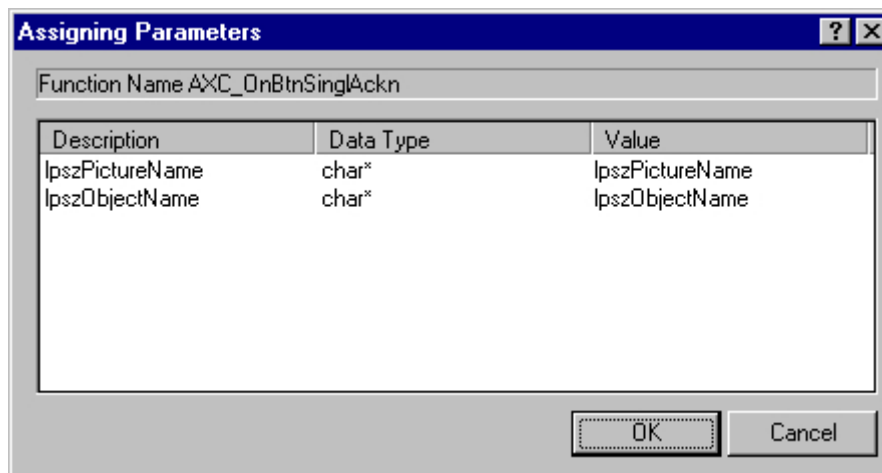 Assigning Parameters
Function Name AXC_OnBtnSinglAckn
Description Data Type Value
lpszPictureName char* lpszPictureName
lpszObjectName char* lpszObjectName
OK Cancel